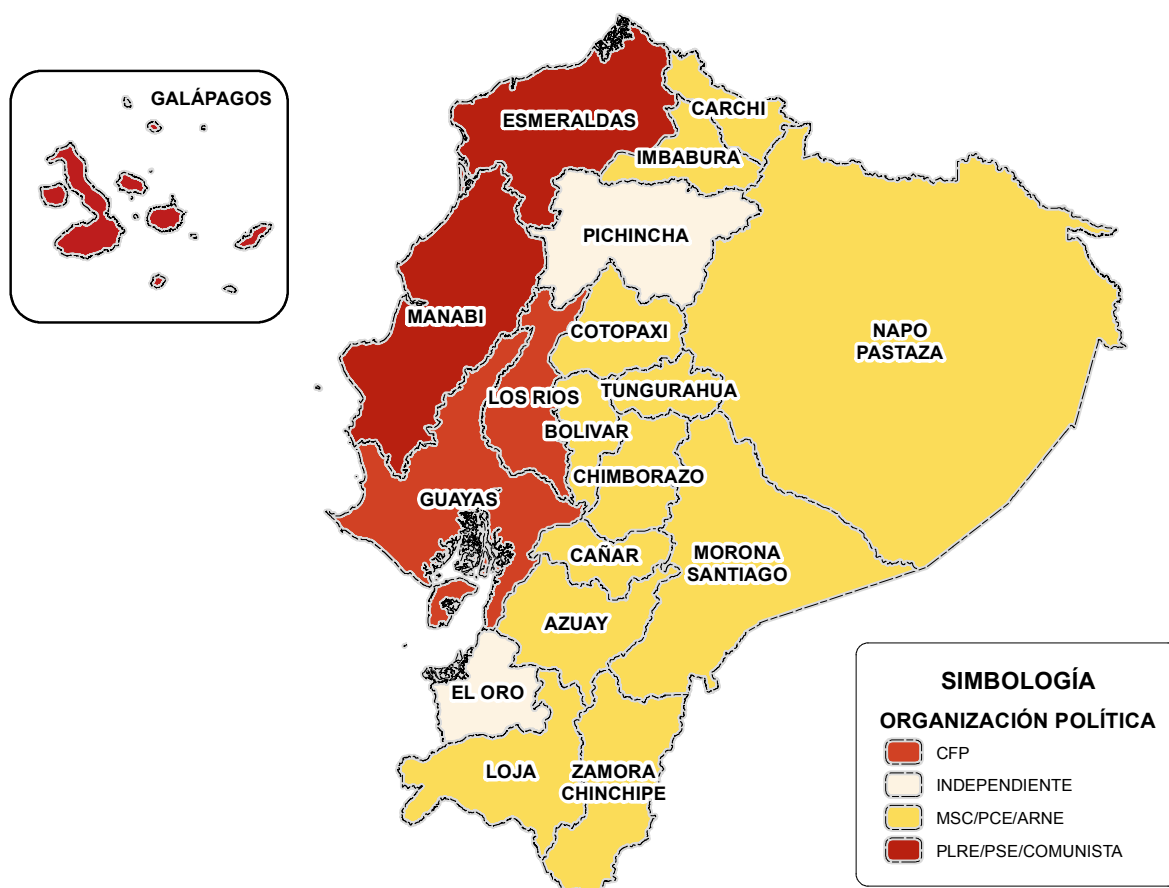 GALÁPAGOS
ESMERALDAS
CARCHI
IMBABURA
PICHINCHA
MANABI
COTOPAXI
NAPO
PASTAZA
LOS RIOS
TUNGURAHUA
BOLIVAR
CHIMBORAZO
GUAYAS
CAÑAR
MORONA
SANTIAGO
AZUAY
EL ORO
LOJA
ZAMORA
CHINCHIPE
SIMBOLOGÍA
ORGANIZACIÓN POLÍTICA
CFP
INDEPENDIENTE
MSC/PCE/ARNE
PLRE/PSE/COMUNISTA